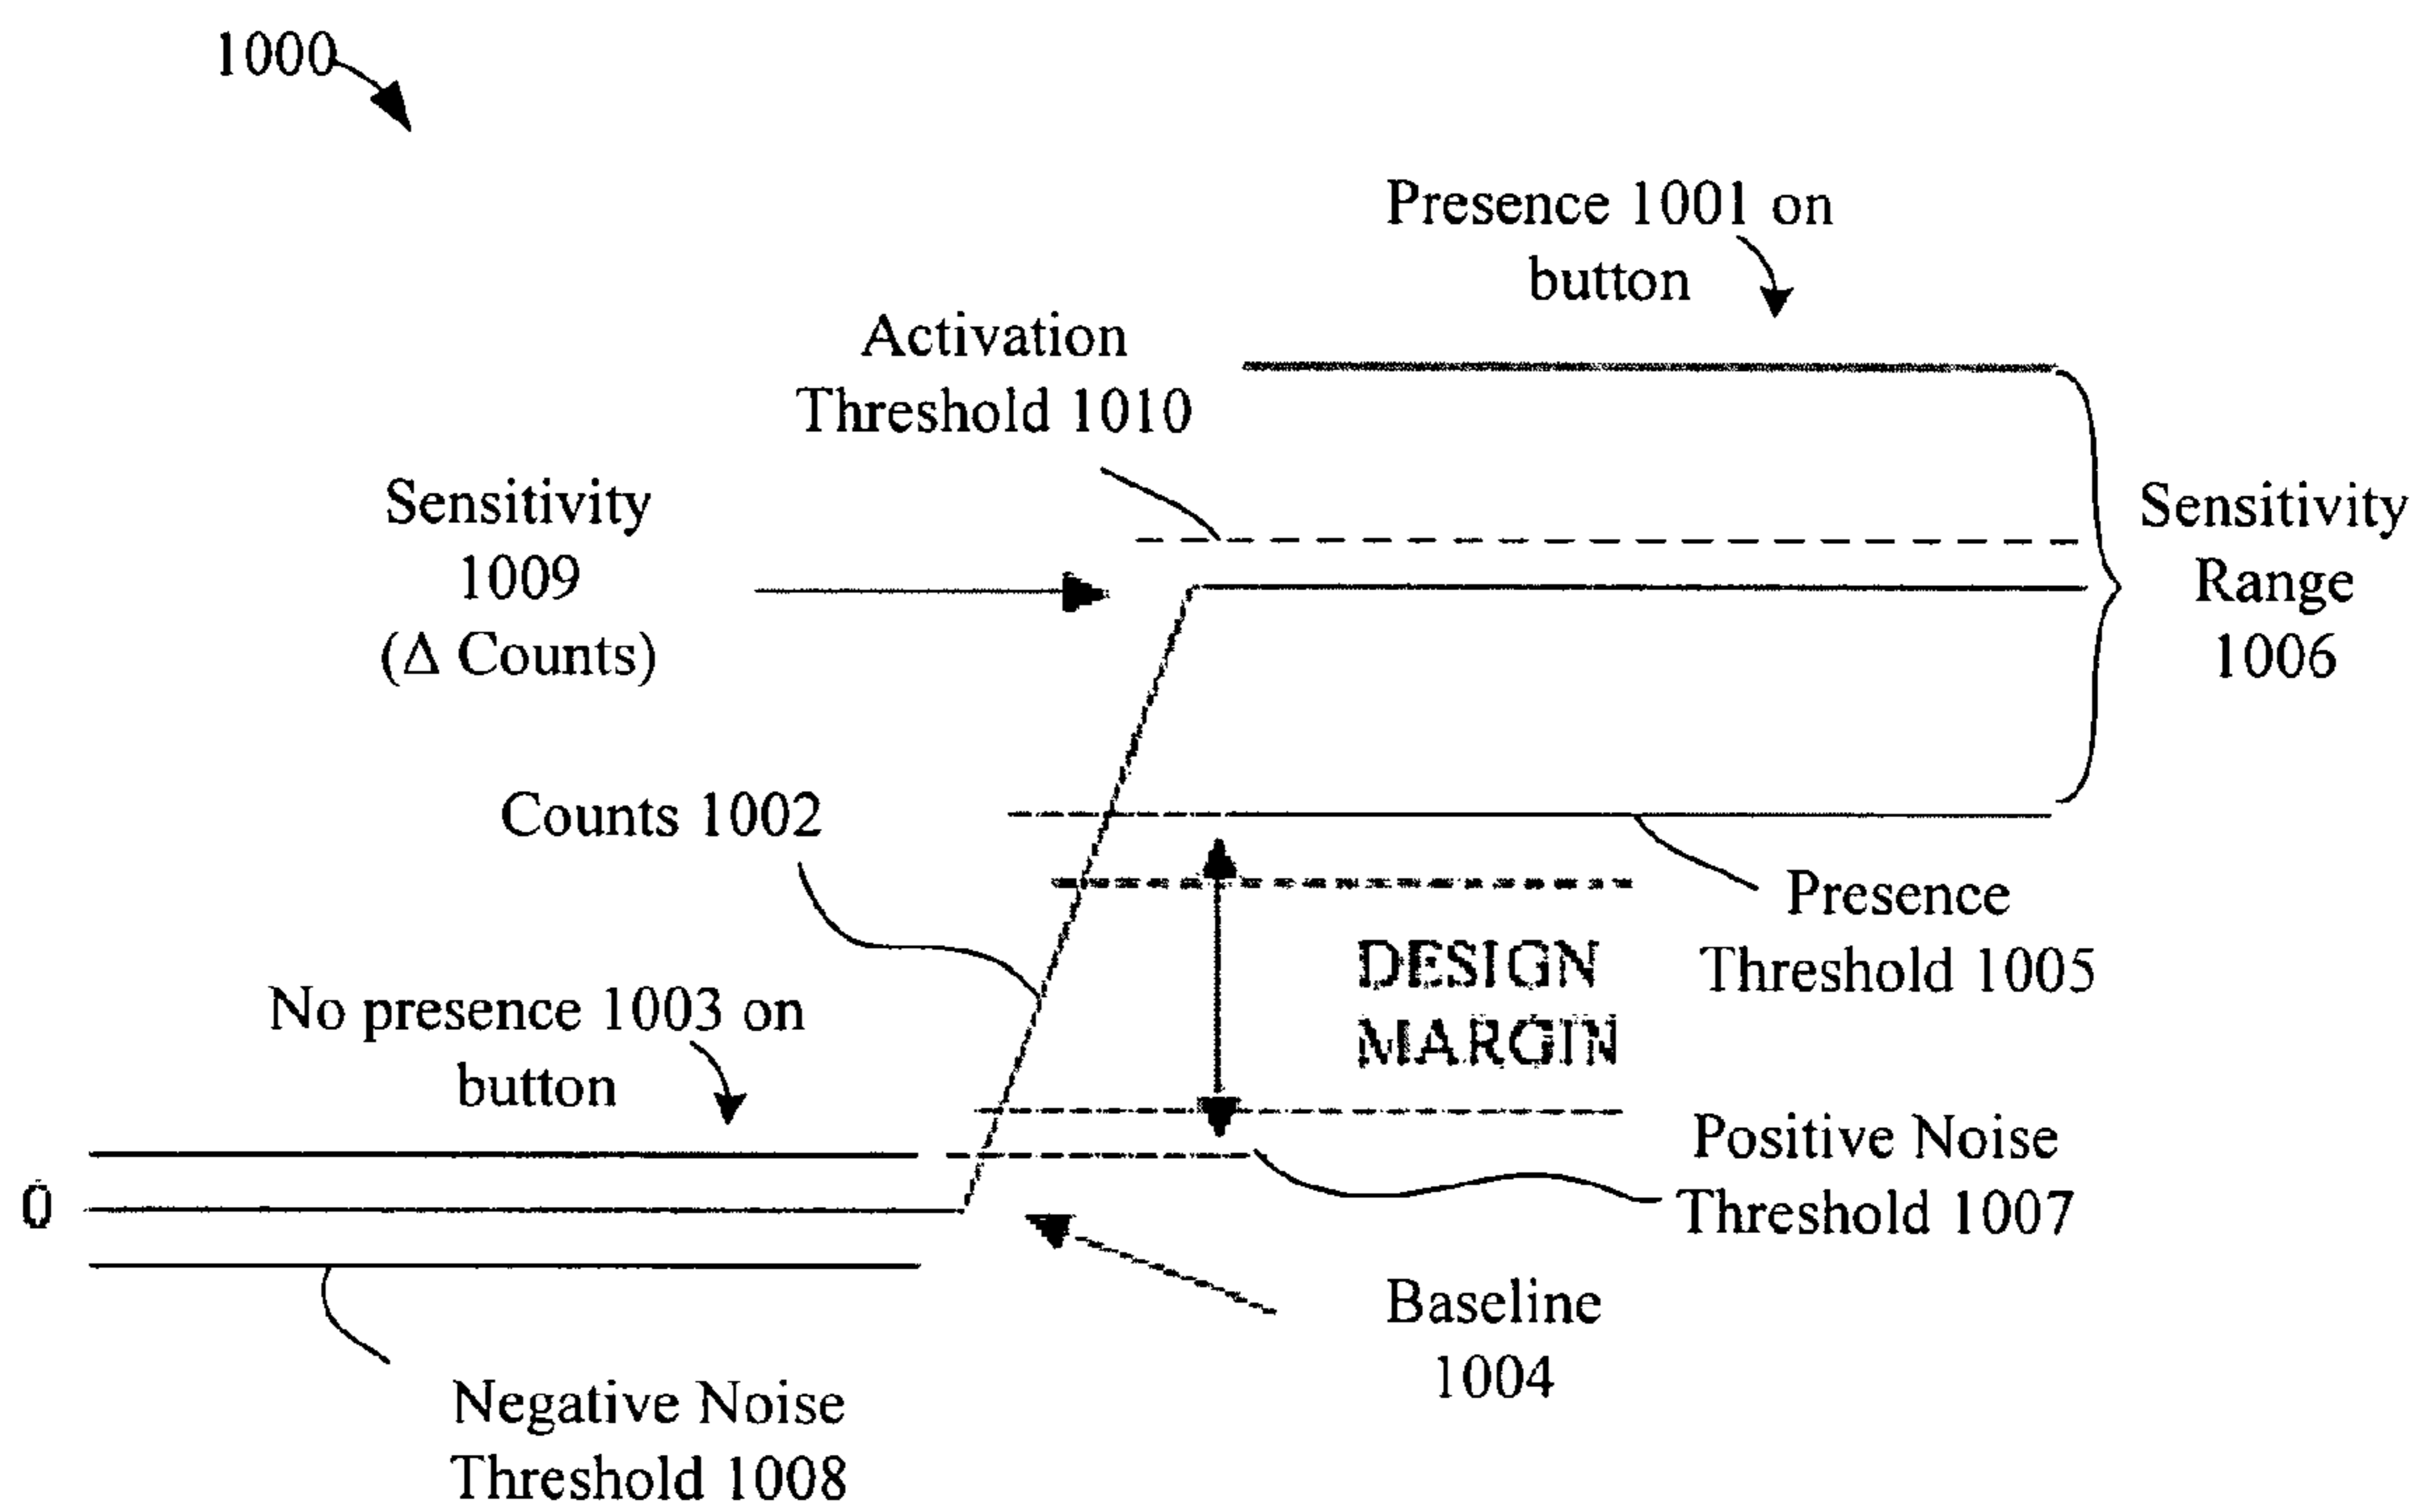 1000
Presence 1001 on
button
Activation
Threshold 1010
Sensitivity
1009
(Δ Counts)
Sensitivity
Range
1006
Counts 1002
Presence
Threshold 1005
DESIGN
MARGIN
No presence 1003 on
button
Positive Noise
Threshold 1007
0
Baseline
1004
Negative Noise
Threshold 1008